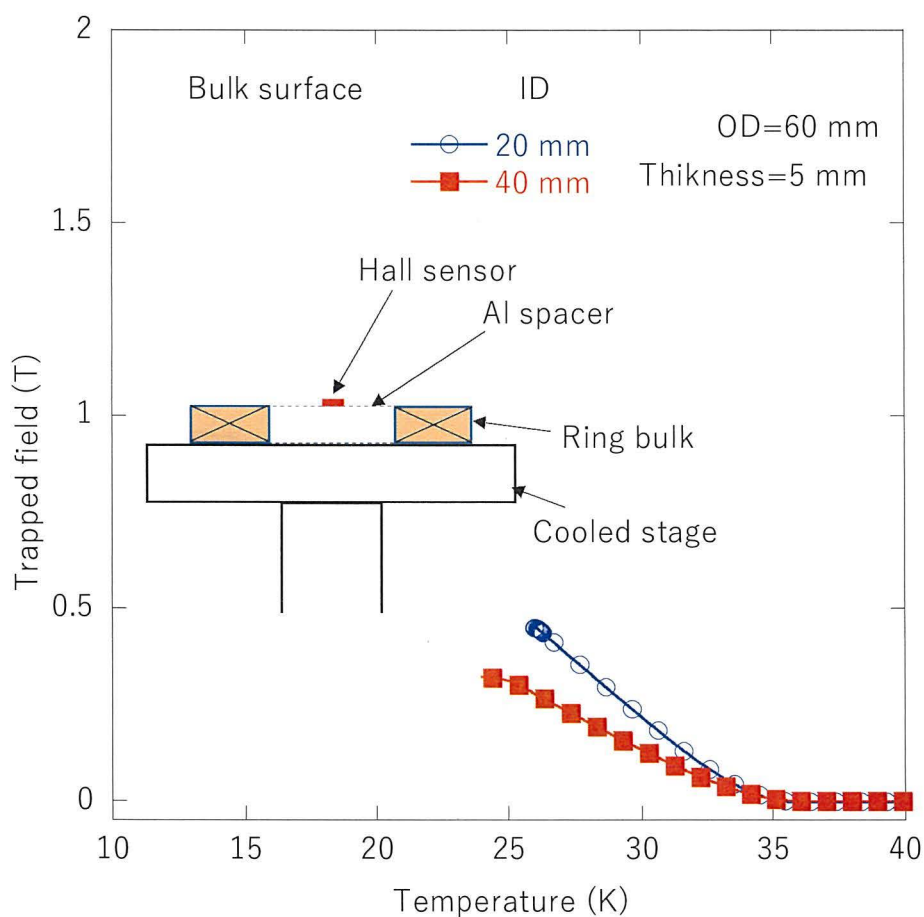 2
1.5
1
0.5
0
10
15
20
25
30
35
40
Trapped field (T)
Temperature (K)
Bulk surface
ID
20 mm
40 mm
OD=60 mm
Thikness=5 mm
Hall sensor
Al spacer
Ring bulk
Cooled stage